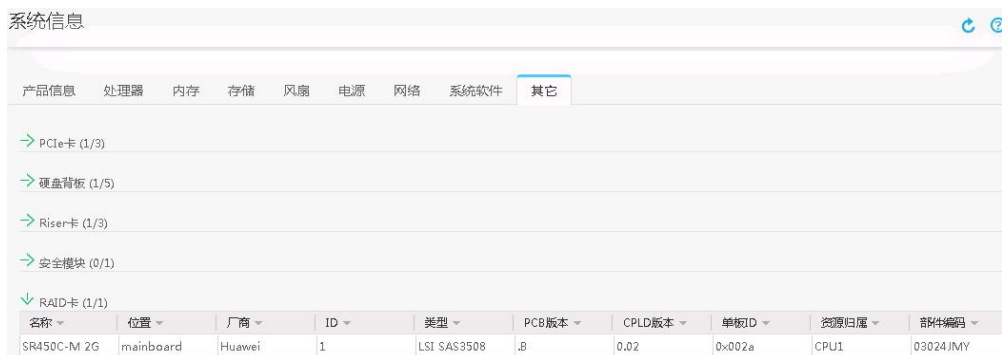 系统信息
产品信息 处理器 内存 存储 风扇 电源 网络 系统软件 其它
PCIe卡 (1/3)
硬盘背板 (1/5)
Riser卡 (1/3)
安全模块 (0/1)
RAID卡 (1/1)
名称 位置 厂商 ID 类型 PCB版本 CPLD版本 单板ID 资源归属 部件编码
SR450C-M 2G mainboard Huawei 1 LSI SAS3508 .B 0.02 0x002a CPU1 03024JMY